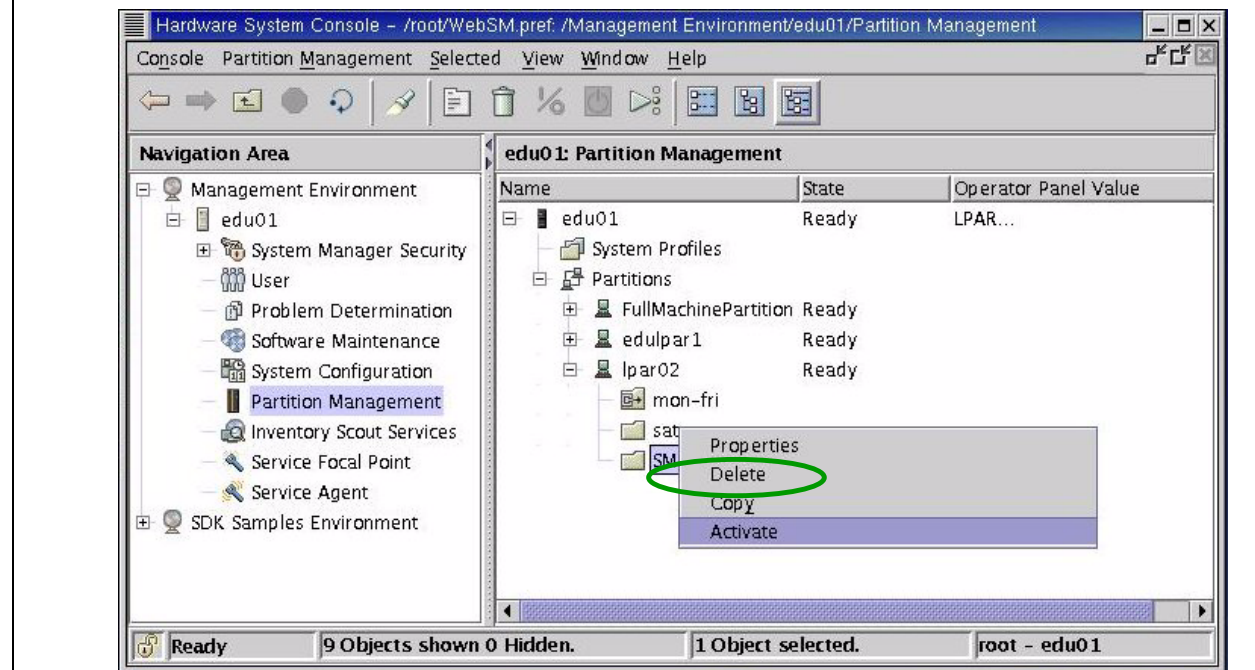 Hardware System Console - /root/WebSM.pref: /Management Environment/edu01/Partition Management
Console Partition Management Selected View Window Help
Navigation Area
Management Environment
edu01
System Manager Security
User
Problem Determination
Software Maintenance
System Configuration
Partition Management
Inventory Scout Services
Service Focal Point
Service Agent
SDK Samples Environment
edu01: Partition Management
Name State Operator Panel Value
edu01 Ready LPAR...
System Profiles
Partitions
FullMachinePartition Ready
edulpar1 Ready
lpar02 Ready
mon-fri
sat
SM
Properties
Delete
Copy
Activate
Ready 9 Objects shown 0 Hidden. 1 Object selected. root - edu01